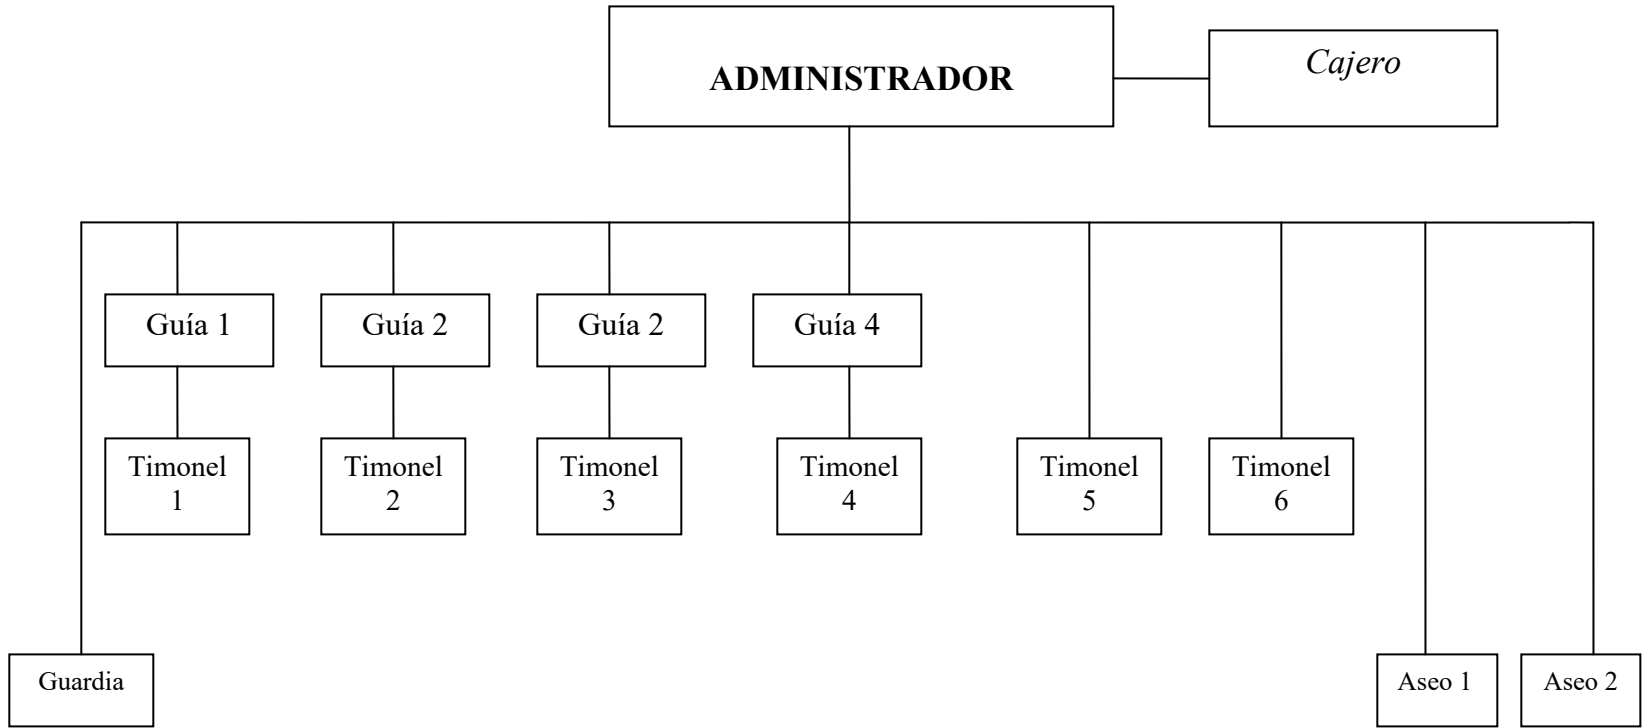 ADMINISTRADOR
Cajero
Guía 1
Guía 2
Guía 2
Guía 4
Timonel
1
Timonel
2
Timonel
3
Timonel
4
Timonel
5
Timonel
6
Guardia
Aseo 1
Aseo 2